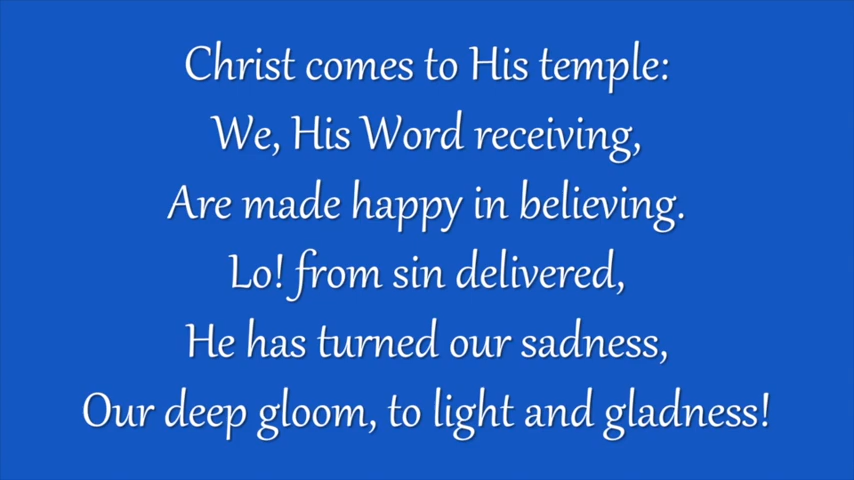 Christ comes to His temple:
We, His Word receiving,
Are made happy in believing.
Lo! from sin delivered,
He has turned our sadness,
Our deep gloom, to light and gladness!